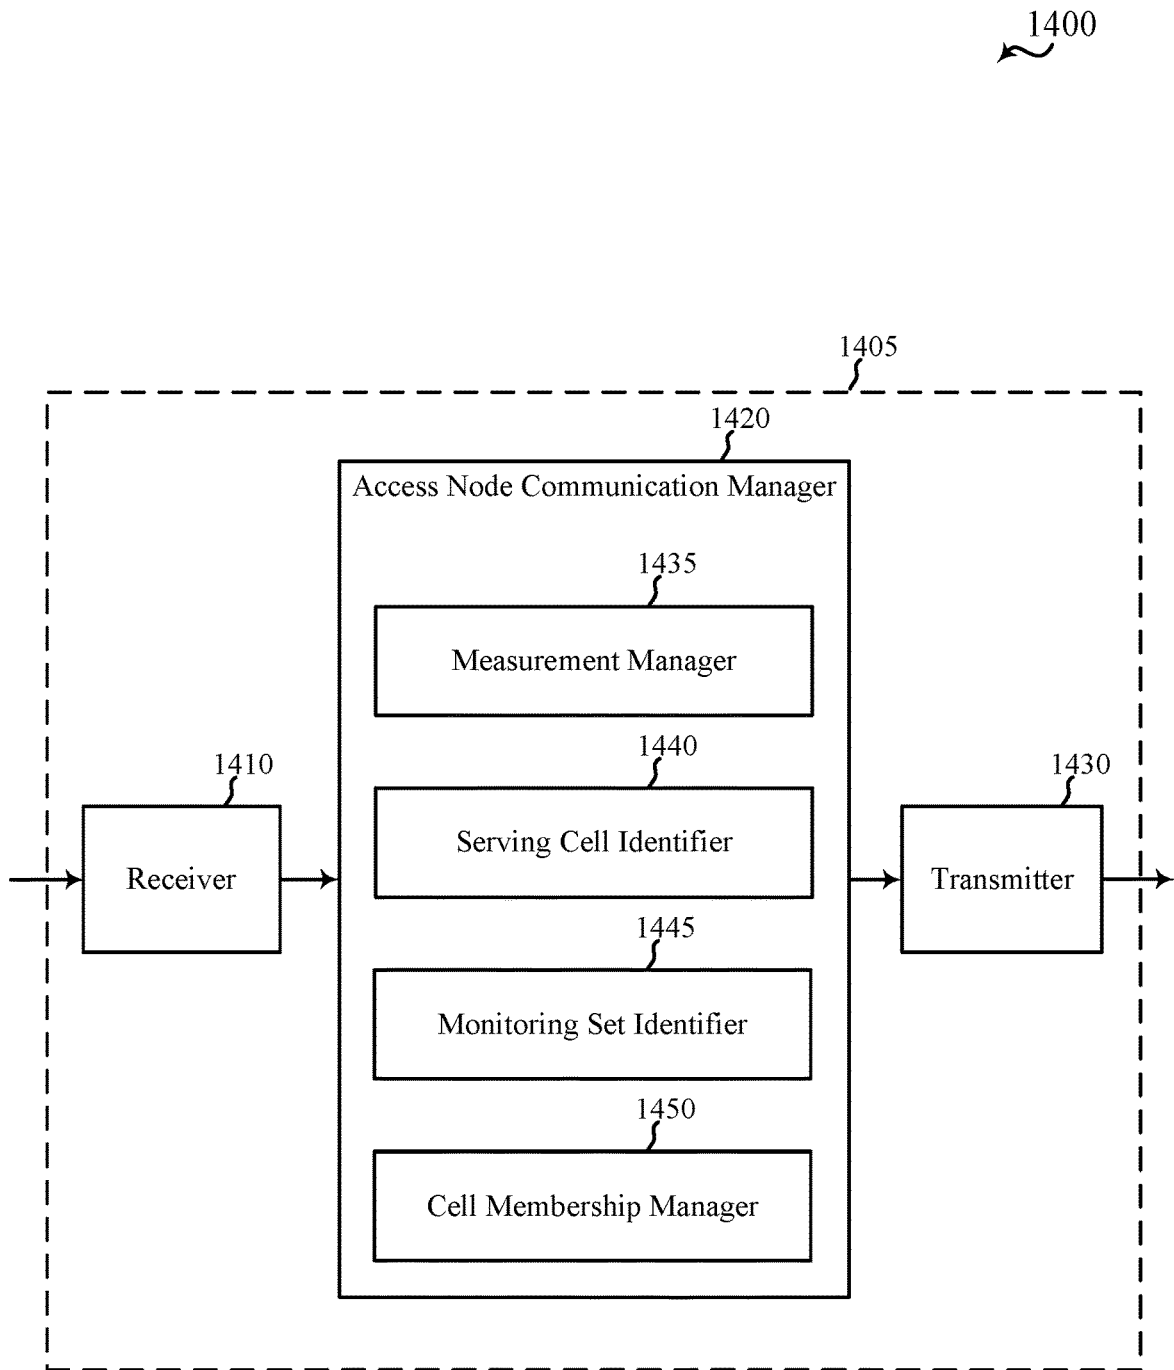 1400
1405
1420
Access Node Communication Manager
1435
Measurement Manager
1410
1440
1430
Receiver
Serving Cell Identifier
Transmitter
1445
Monitoring Set Identifier
1450
Cell Membership Manager